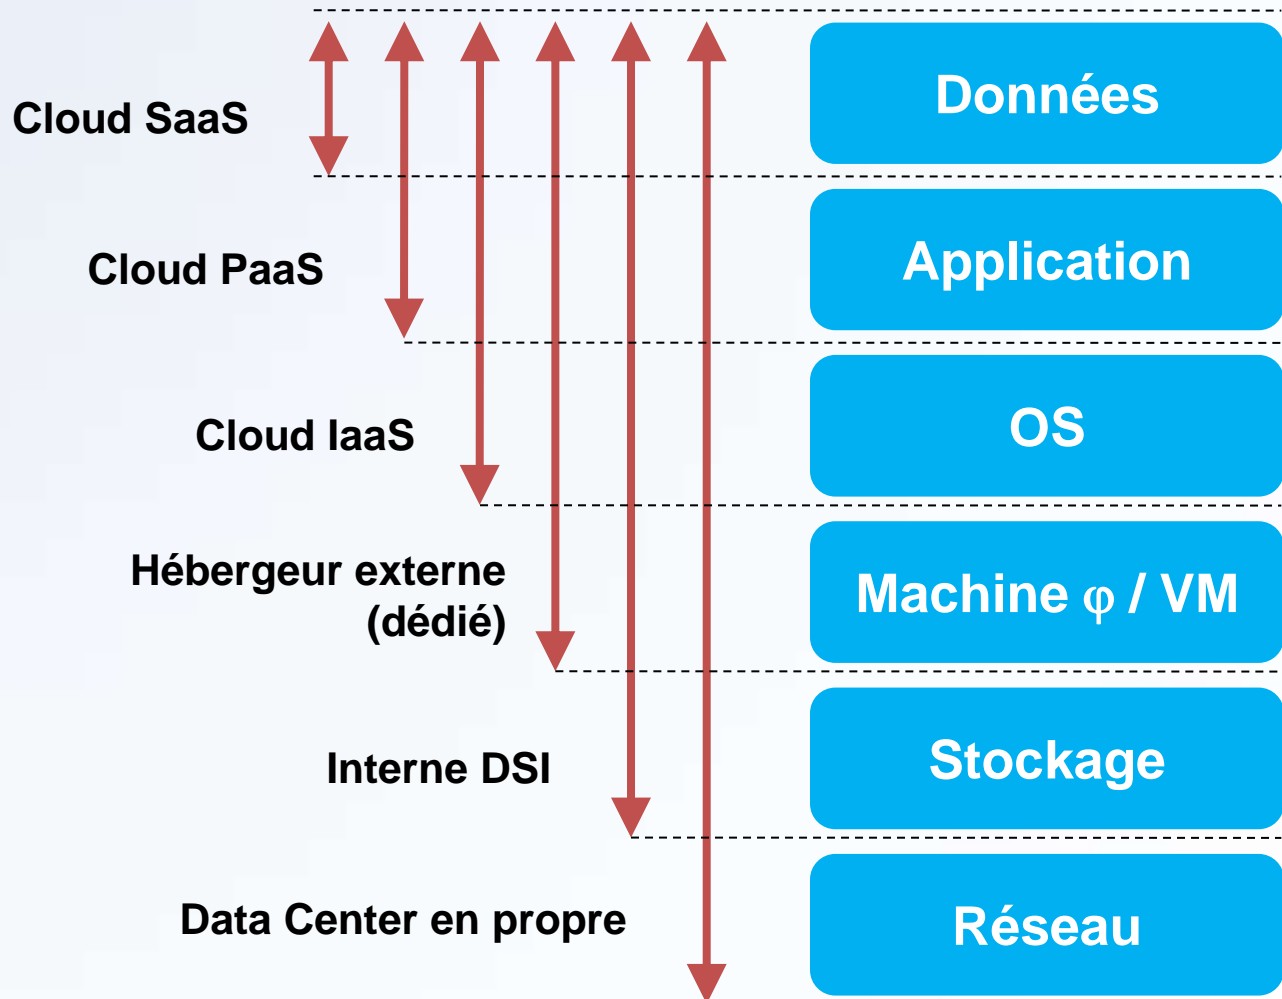 Cloud SaaS
Données
Cloud PaaS
Application
Cloud IaaS
OS
Hébergeur externe
(dédié)
Machine φ / VM
Interne DSI
Stockage
Data Center en propre
Réseau